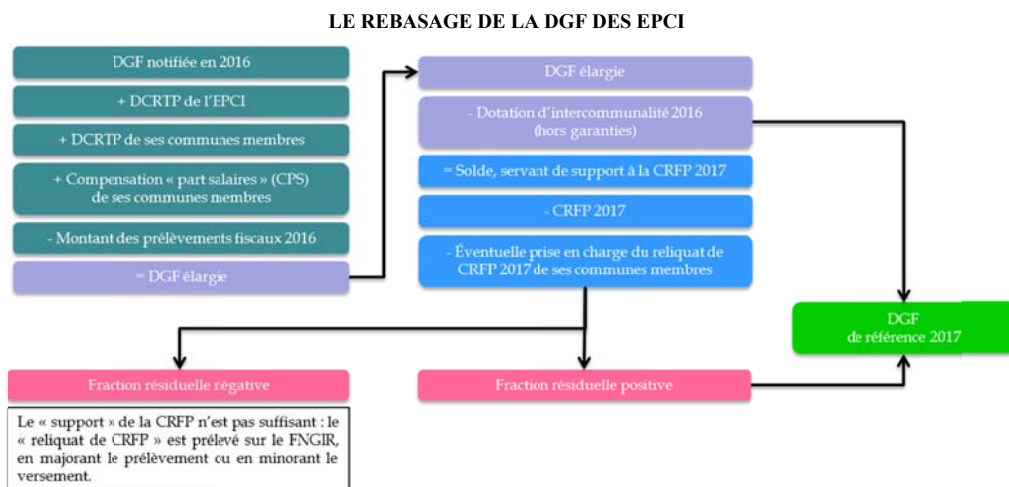 LE REBASAGE DE LA DGF DES EPCI
DGF notifiée en 2016
+ DCRTP de l'EPCI
+ DCRTP de ses communes membres
+ Compensation « part salaires » (CPS)
de ses communes membres
- Montant des prélèvements fiscaux 2016
= DGF élargie
DGF élargie
- Dotation d'intercommunalité 2016
(hors garanties)
= Solde, servant de support à la CRFP 2017
- CRFP 2017
- Éventuelle prise en charge du reliquat de
CRFP 2017 de ses communes membres
DGF
de référence 2017
Fraction résiduelle négative
Fraction résiduelle positive
Le « support » de la CRFP n'est pas suffisant : le
« reliquat de CRFP » est prélevé sur le FNGIR,
en majorant le prélèvement ou en minorant le
versement.